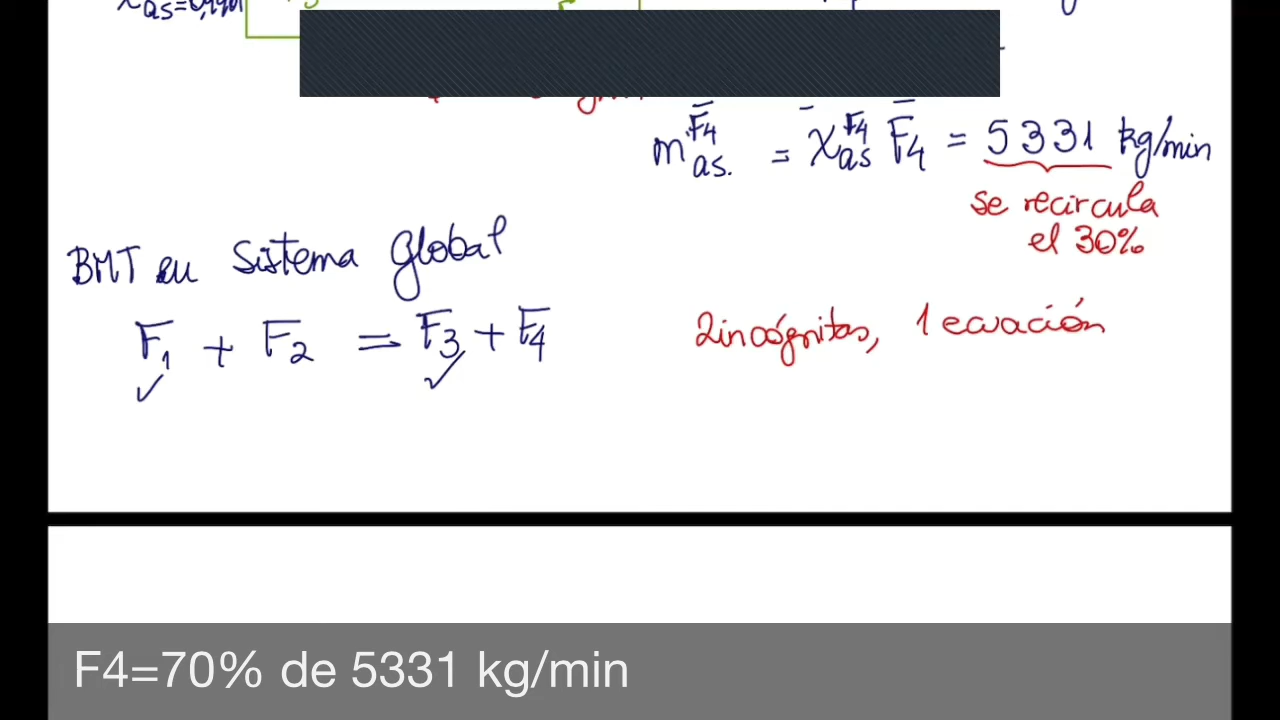 m as. F4 = χ as F4 F4 = 5331 kg/min
se recircula
el 30%
BMT en Sistema Global
F1 + F2 = F3 + F4
2 incógnitas, 1 ecuación
F4=70% de 5331 kg/min